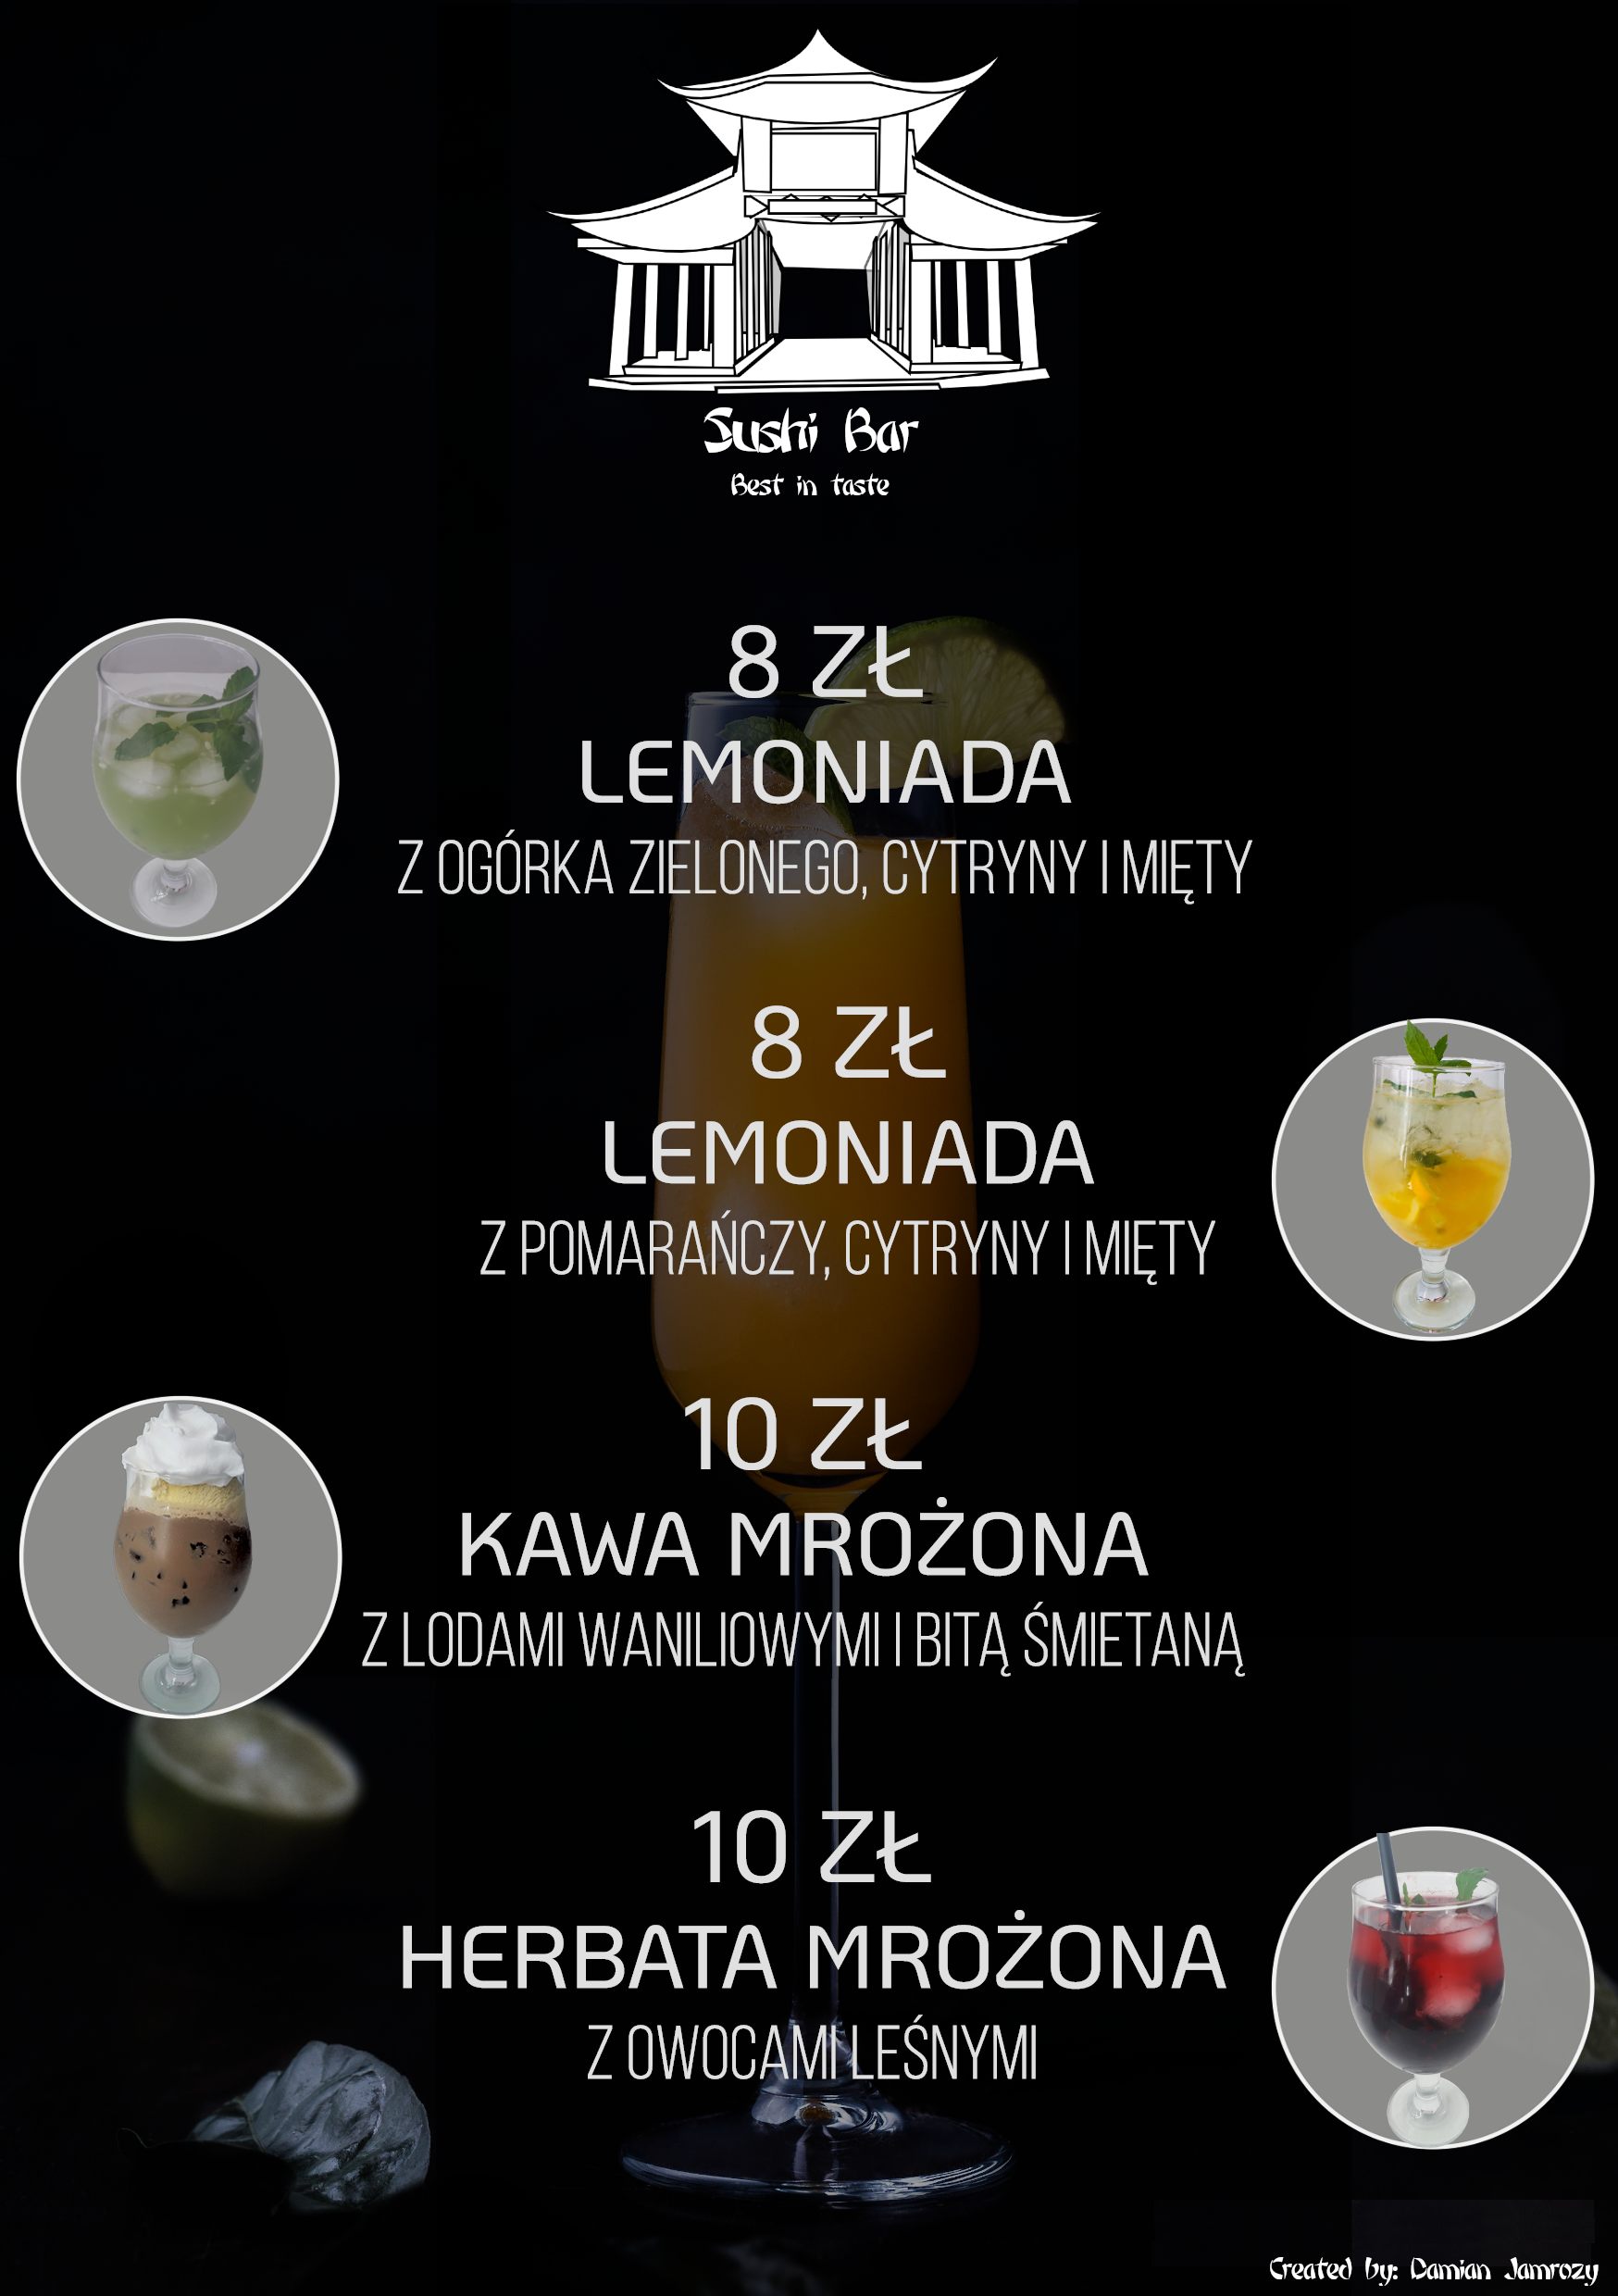 Sushi Bar
Best in taste
8 ZŁ
LEMONIADA
Z OGÓRKA ZIELONEGO, CYTRYNY I MIĘTY
8 ZŁ
LEMONIADA
Z POMARAŃCZY, CYTRYNY I MIĘTY
10 ZŁ
KAWA MROŻONA
Z LODAMI WANILIOWYMI I BITĄ ŚMIETANĄ
10 ZŁ
HERBATA MROŻONA
Z OWOCAMI LEŚNYMI
Created by: Damian Jamrozy